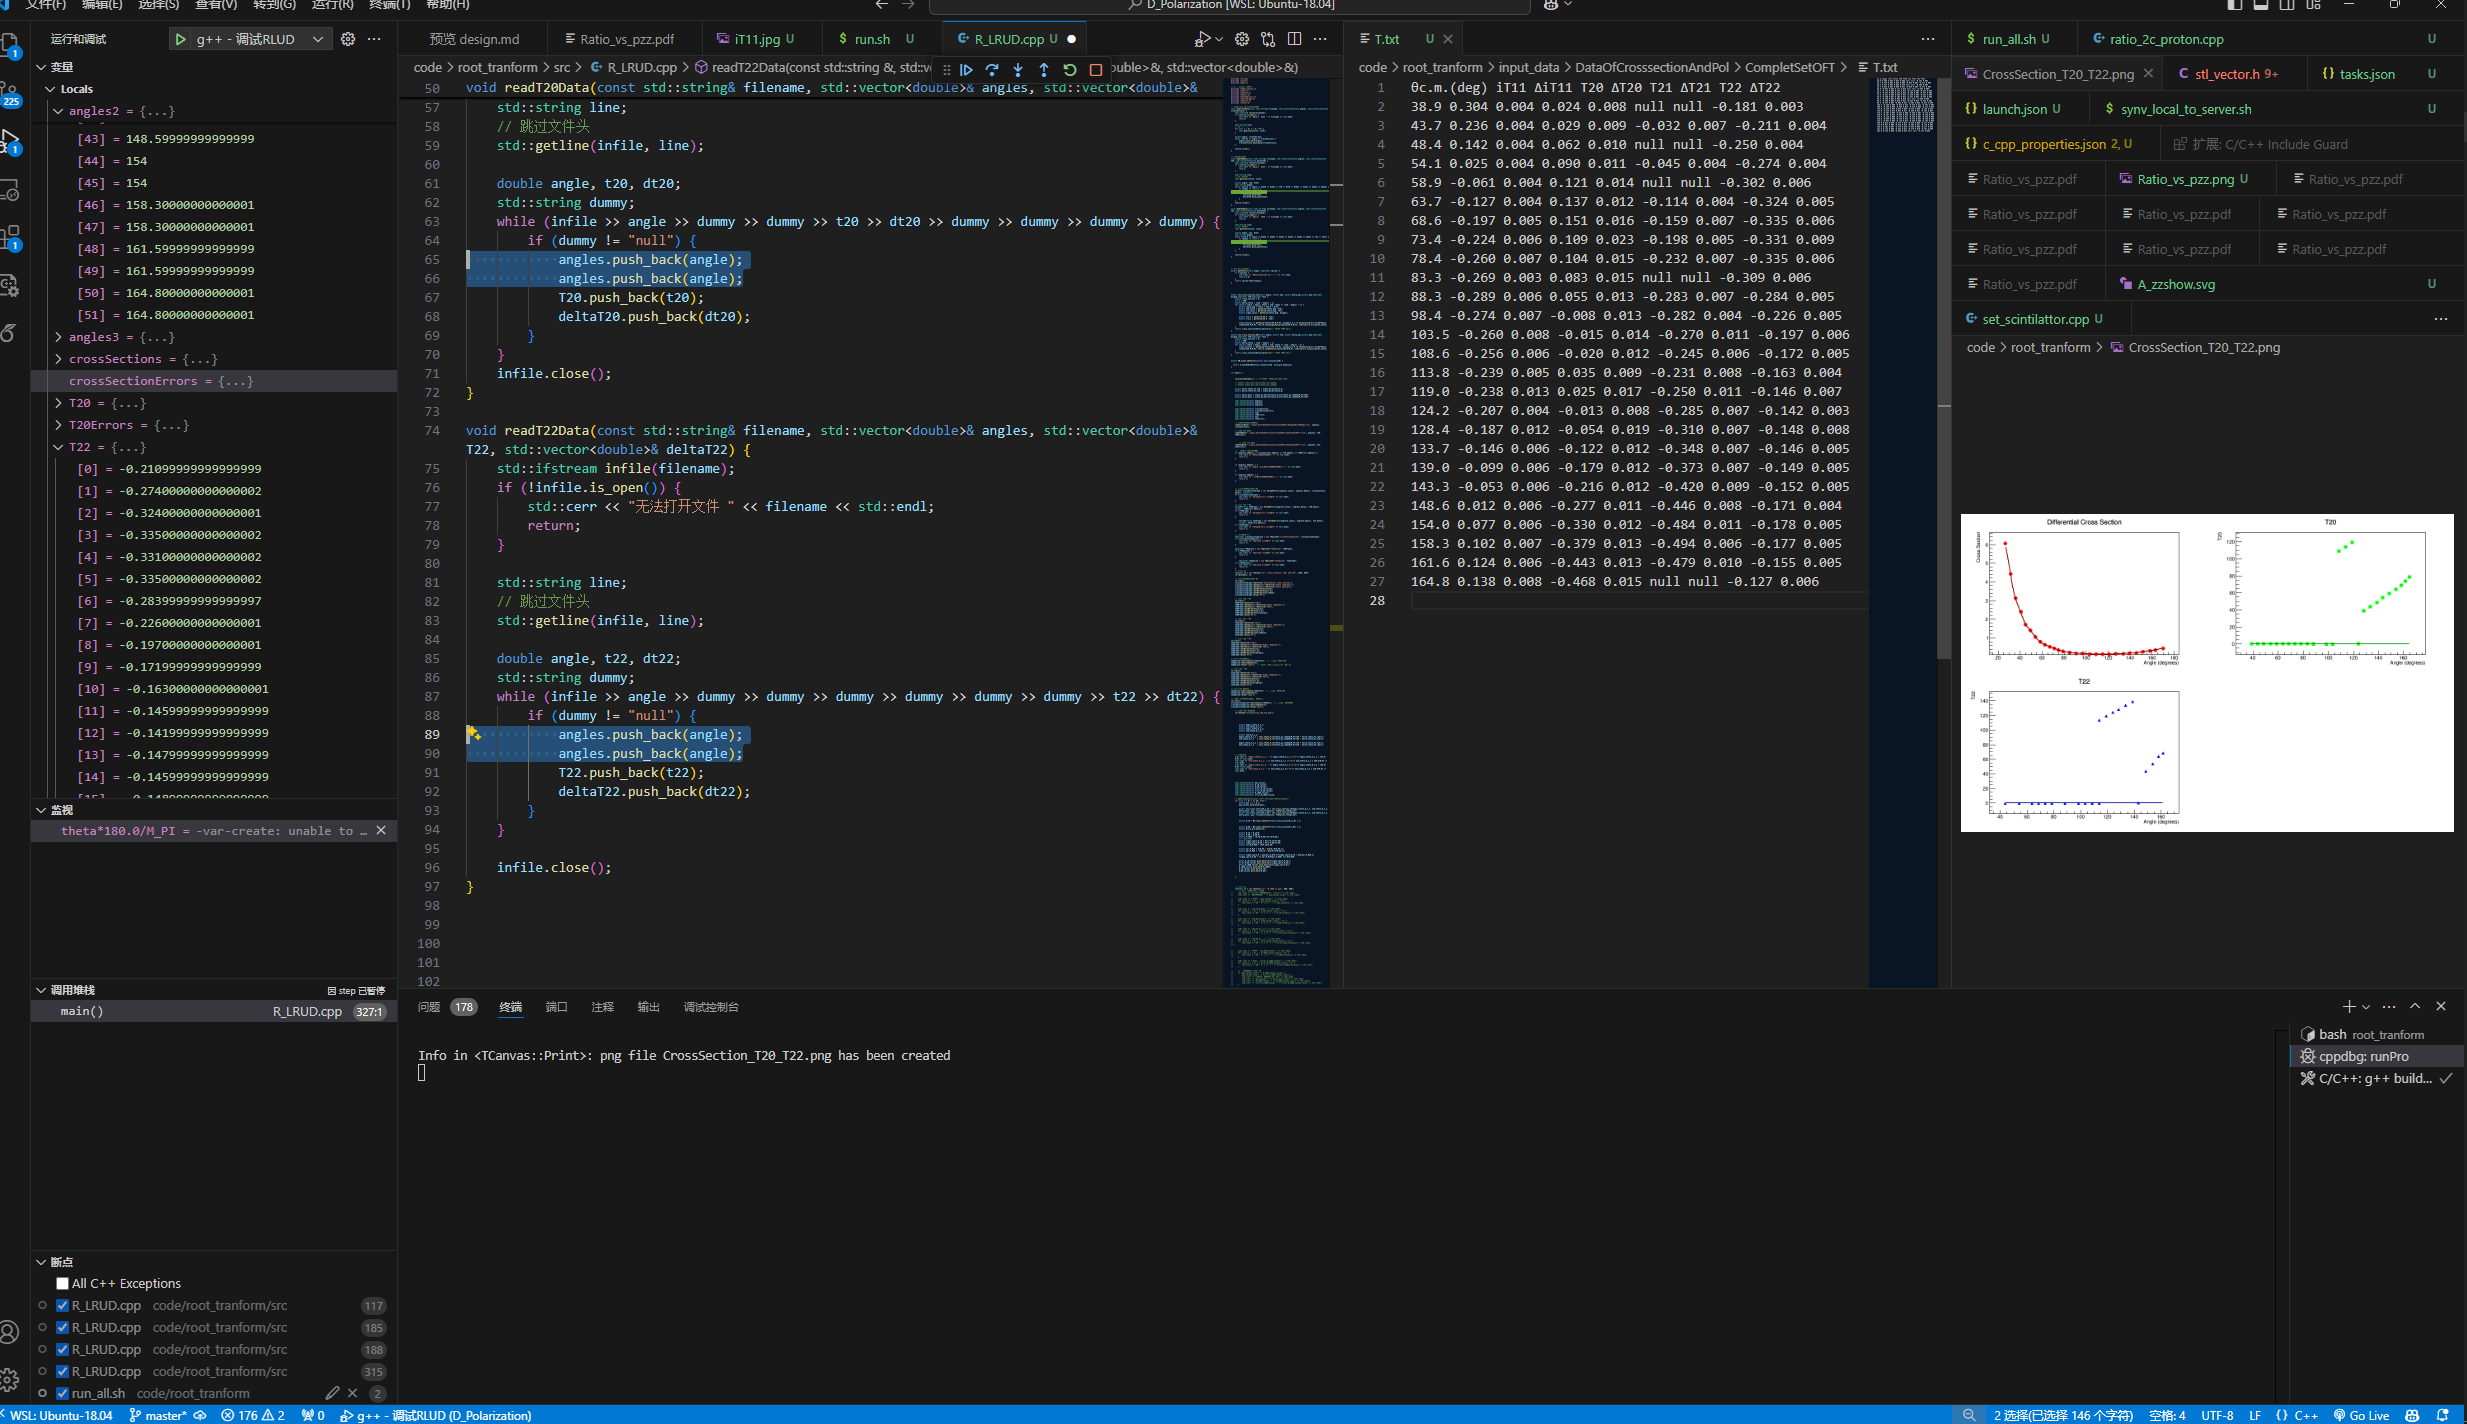 文件(F) 编辑(E) 选择(S) 查看(V) 转到(G) 运行(R) 终端(T) 帮助(H)
D_Polarization [WSL: Ubuntu-18.04]
1
225
1
1
运行和调试
g++ - 调试RLUD
变量
Locals
angles2 = {...}
[43] = 148.59999999999999
[44] = 154
[45] = 154
[46] = 158.30000000000001
[47] = 158.30000000000001
[48] = 161.59999999999999
[49] = 161.59999999999999
[50] = 164.80000000000001
[51] = 164.80000000000001
angles3 = {...}
crossSections = {...}
crossSectionErrors = {...}
T20 = {...}
T20Errors = {...}
T22 = {...}
[0] = -0.21099999999999999
[1] = -0.27400000000000002
[2] = -0.32400000000000001
[3] = -0.33500000000000002
[4] = -0.33100000000000002
[5] = -0.33500000000000002
[6] = -0.28399999999999997
[7] = -0.22600000000000001
[8] = -0.19700000000000001
[9] = -0.17199999999999999
[10] = -0.16300000000000001
[11] = -0.14599999999999999
[12] = -0.14199999999999999
[13] = -0.14799999999999999
[14] = -0.14599999999999999
监视
theta*180.0/M_PI = -var-create: unable to …
调用堆栈
因 step 已暂停
main() R_LRUD.cpp 327:1
断点
All C++ Exceptions
R_LRUD.cpp code/root_tranform/src 117
R_LRUD.cpp code/root_tranform/src 185
R_LRUD.cpp code/root_tranform/src 188
R_LRUD.cpp code/root_tranform/src 315
run_all.sh code/root_tranform 2
预览 design.md Ratio_vs_pzz.pdf iT11.jpg U $ run.sh U R_LRUD.cpp U
code > root_tranform > src > R_LRUD.cpp > readT22Data(const std::string &, std::ve
ouble>&, std::vector<double>&)
50 void readT20Data(const std::string& filename, std::vector<double>& angles, std::vector<double>&
57 std::string line;
58 // 跳过文件头
59 std::getline(infile, line);
60
61 double angle, t20, dt20;
62 std::string dummy;
63 while (infile >> angle >> dummy >> dummy >> t20 >> dt20 >> dummy >> dummy >> dummy >> dummy) {
64 if (dummy != "null") {
65 angles.push_back(angle);
66 angles.push_back(angle);
67 T20.push_back(t20);
68 deltaT20.push_back(dt20);
69 }
70 }
71 infile.close();
72 }
73
74 void readT22Data(const std::string& filename, std::vector<double>& angles, std::vector<double>&
T22, std::vector<double>& deltaT22) {
75 std::ifstream infile(filename);
76 if (!infile.is_open()) {
77 std::cerr << "无法打开文件 " << filename << std::endl;
78 return;
79 }
80
81 std::string line;
82 // 跳过文件头
83 std::getline(infile, line);
84
85 double angle, t22, dt22;
86 std::string dummy;
87 while (infile >> angle >> dummy >> dummy >> dummy >> dummy >> dummy >> dummy >> t22 >> dt22) {
88 if (dummy != "null") {
89 angles.push_back(angle);
90 angles.push_back(angle);
91 T22.push_back(t22);
92 deltaT22.push_back(dt22);
93 }
94 }
95
96 infile.close();
97 }
98
99
100
101
102
T.txt U
code > root_tranform > input_data > DataOfCrosssectionAndPol > CompletSetOFT > T.txt
1 θc.m.(deg) iT11 ΔiT11 T20 ΔT20 T21 ΔT21 T22 ΔT22
2 38.9 0.304 0.004 0.024 0.008 null null -0.181 0.003
3 43.7 0.236 0.004 0.029 0.009 -0.032 0.007 -0.211 0.004
4 48.4 0.142 0.004 0.062 0.010 null null -0.250 0.004
5 54.1 0.025 0.004 0.090 0.011 -0.045 0.004 -0.274 0.004
6 58.9 -0.061 0.004 0.121 0.014 null null -0.302 0.006
7 63.7 -0.127 0.004 0.137 0.012 -0.114 0.004 -0.324 0.005
8 68.6 -0.197 0.005 0.151 0.016 -0.159 0.007 -0.335 0.006
9 73.4 -0.224 0.006 0.109 0.023 -0.198 0.005 -0.331 0.009
10 78.4 -0.260 0.007 0.104 0.015 -0.232 0.007 -0.335 0.006
11 83.3 -0.269 0.003 0.083 0.015 null null -0.309 0.006
12 88.3 -0.289 0.006 0.055 0.013 -0.283 0.007 -0.284 0.005
13 98.4 -0.274 0.007 -0.008 0.013 -0.282 0.004 -0.226 0.005
14 103.5 -0.260 0.008 -0.015 0.014 -0.270 0.011 -0.197 0.006
15 108.6 -0.256 0.006 -0.020 0.012 -0.245 0.006 -0.172 0.005
16 113.8 -0.239 0.005 0.035 0.009 -0.231 0.008 -0.163 0.004
17 119.0 -0.238 0.013 0.025 0.017 -0.250 0.011 -0.146 0.007
18 124.2 -0.207 0.004 -0.013 0.008 -0.285 0.007 -0.142 0.003
19 128.4 -0.187 0.012 -0.054 0.019 -0.310 0.007 -0.148 0.008
20 133.7 -0.146 0.006 -0.122 0.012 -0.348 0.007 -0.146 0.005
21 139.0 -0.099 0.006 -0.179 0.012 -0.373 0.007 -0.149 0.005
22 143.3 -0.053 0.006 -0.216 0.012 -0.420 0.009 -0.152 0.005
23 148.6 0.012 0.006 -0.277 0.011 -0.446 0.008 -0.171 0.004
24 154.0 0.077 0.006 -0.330 0.012 -0.484 0.011 -0.178 0.005
25 158.3 0.102 0.007 -0.379 0.013 -0.494 0.006 -0.177 0.005
26 161.6 0.124 0.006 -0.443 0.013 -0.479 0.010 -0.155 0.005
27 164.8 0.138 0.008 -0.468 0.015 null null -0.127 0.006
28
$ run_all.sh U ratio_2c_proton.cpp U
CrossSection_T20_T22.png C stl_vector.h 9+ {} tasks.json U
{} launch.json U $ synv_local_to_server.sh U
{} c_cpp_properties.json 2, U 扩展: C/C++ Include Guard
Ratio_vs_pzz.pdf Ratio_vs_pzz.png U Ratio_vs_pzz.pdf
Ratio_vs_pzz.pdf Ratio_vs_pzz.pdf Ratio_vs_pzz.pdf
Ratio_vs_pzz.pdf Ratio_vs_pzz.pdf Ratio_vs_pzz.pdf
Ratio_vs_pzz.pdf A_zzshow.svg U
set_scintilattor.cpp U
code > root_tranform > CrossSection_T20_T22.png
Differential Cross Section
Cross Section
20 40 60 80 100 120 140 160 180
Angle (degrees)
T20
T20
120
100
80
60
40
20
0
40 60 80 100 120 140 160
Angle (degrees)
T22
T22
140
120
100
80
60
40
20
0
40 60 80 100 120 140 160
Angle (degrees)
问题 178 终端 端口 注释 输出 调试控制台
Info in <TCanvas::Print>: png file CrossSection_T20_T22.png has been created
bash root_tranform
cppdbg: runPro
C/C++: g++ build...
WSL: Ubuntu-18.04 master* 176 2 0 g++ - 调试RLUD (D_Polarization)
2 选择(已选择 146 个字符) 空格: 4 UTF-8 LF {} C++ Go Live